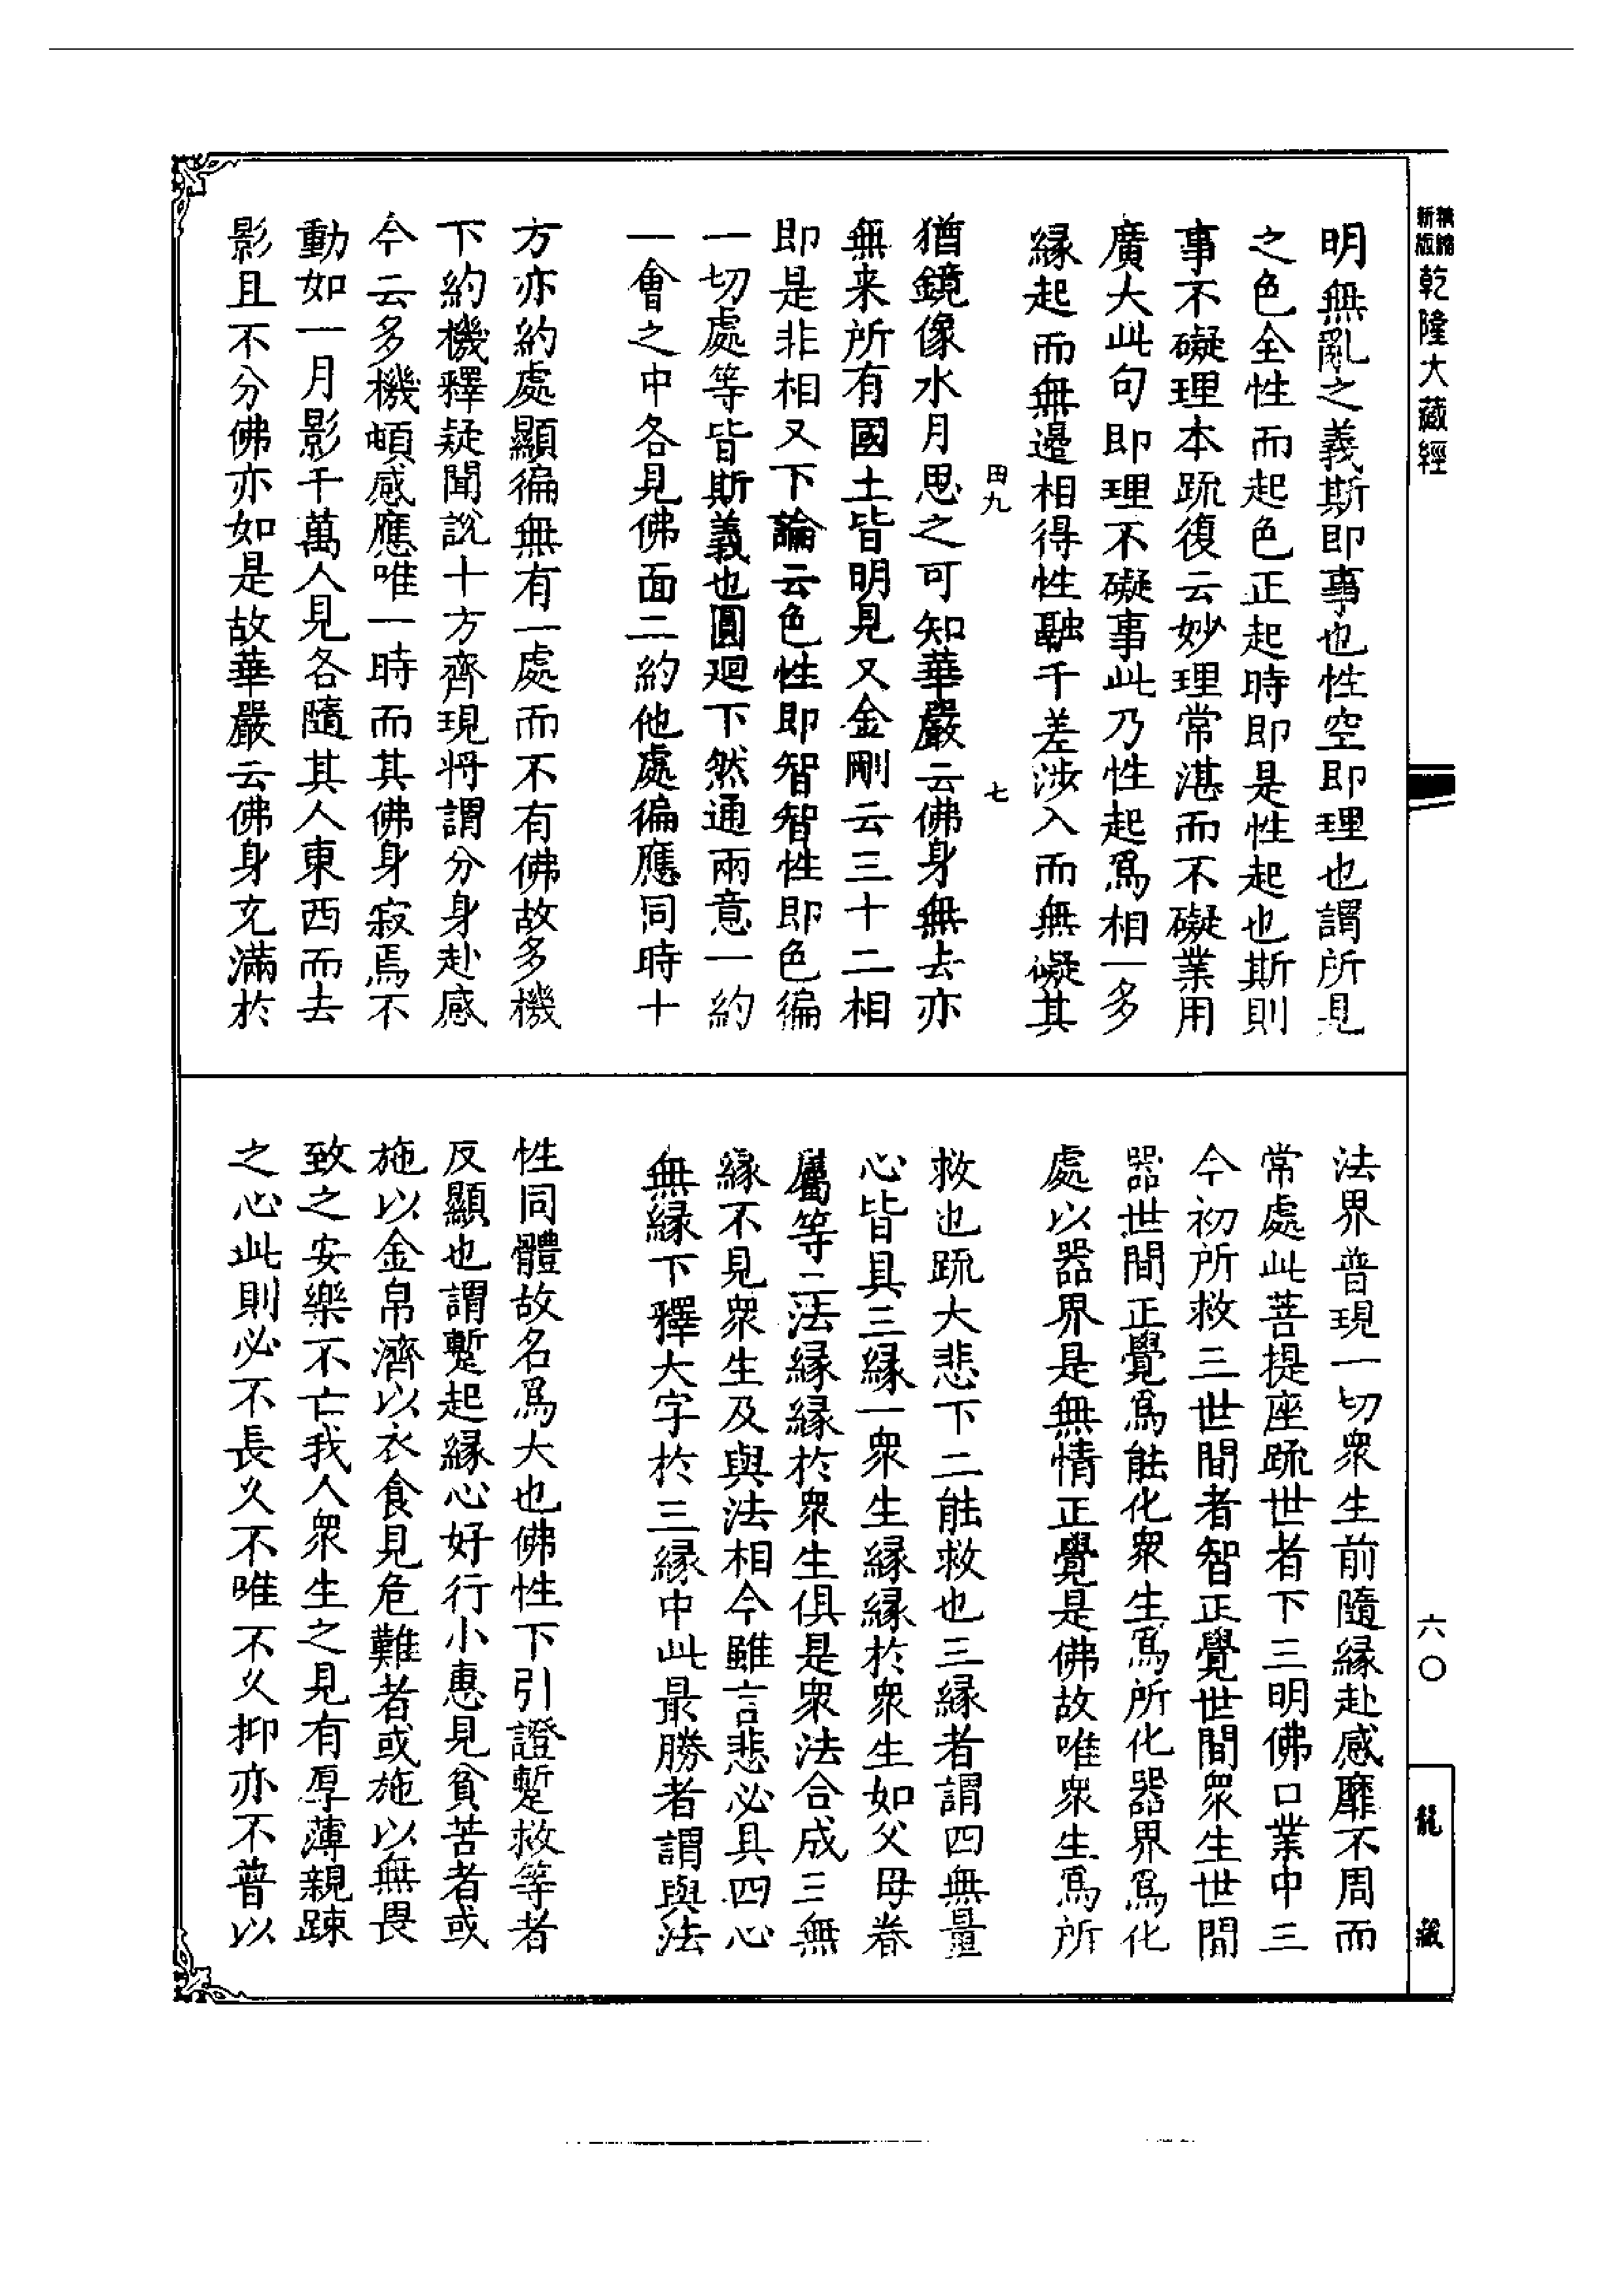 新版
精縮
乾隆大藏經
明無亂之義斯即事也性空即理也謂所見
之色全性而起色正起時即是性起也斯則
事不礙理本疏復云妙理常湛而不礙業用
廣大此句即理不礙事此乃性起爲相一多
緣起而無邊相得性融千差涉入而無礙其
田九
七
猶鏡像水月思之可知華嚴云佛身無去亦
無来所有國土皆明見又金剛云三十二相
即是非相又下論云色性即智智性即色徧
一切處等皆斯義也圓廻下然通兩意一約
一會之中各見佛面二約他處徧應同時十
方亦約處顯徧無有一處而不有佛故多機
下約機釋疑聞說十方齊現將謂分身赴感
今云多機頓感應唯一時而其佛身寂焉不
動如一月影千萬人見各隨其人東西而去
影且不分佛亦如是故華嚴云佛身充滿於
法界普現一切衆生前隨緣赴感靡不周而
常處此菩提座疏世者下三明佛口業中三
今初所救三世間者智正覺世間衆生世間
器世間正覺爲能化衆生爲所化器界爲化
處以器界是無情正覺是佛故唯衆生爲所
救也疏大悲下二能救也三緣者謂四無量
心皆具三緣一衆生緣緣於衆生如父母眷
屬等二法緣緣於衆生俱是衆法合成三無
緣不見衆生及與法相今雖言悲必具四心
無緣下釋大字於三緣中此最勝者謂與法
性同體故名爲大也佛性下引證蹔救等者
反顯也謂蹔起緣心好行小惠見貧苦者或
施以金帛濟以衣食見危難者或施以無畏
致之安樂不亡我人衆生之見有厚薄親踈
之心此則必不長久不唯不久抑亦不普以
六〇
龍藏